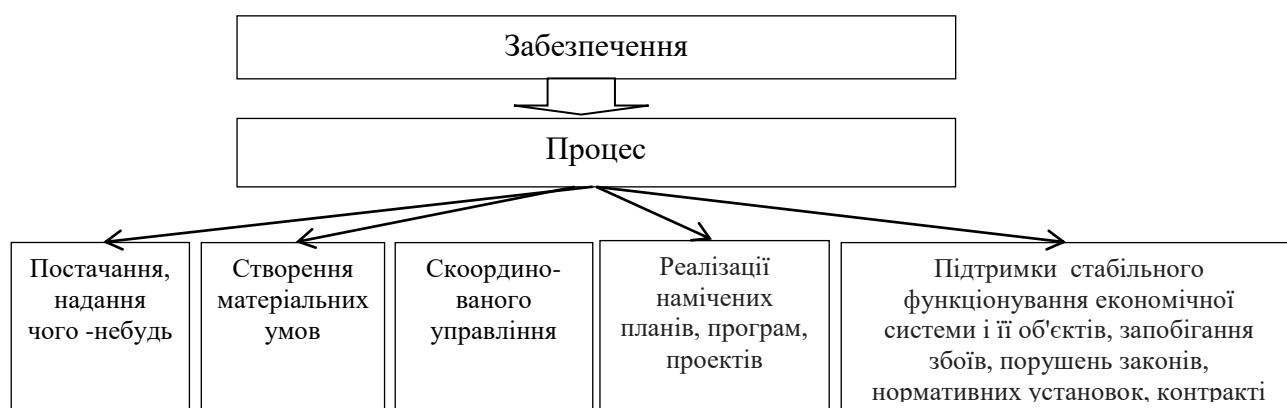 Забезпечення
Процес
Постачання,
надання
чого -небудь
Створення
матеріальних
умов
Скоордино-
ваного
управління
Реалізації
намічених
планів, програм,
проектів
Підтримки стабільного
функціонування економічної
системи і її об'єктів, запобігання
збоїв, порушень законів,
нормативних установок, контракті